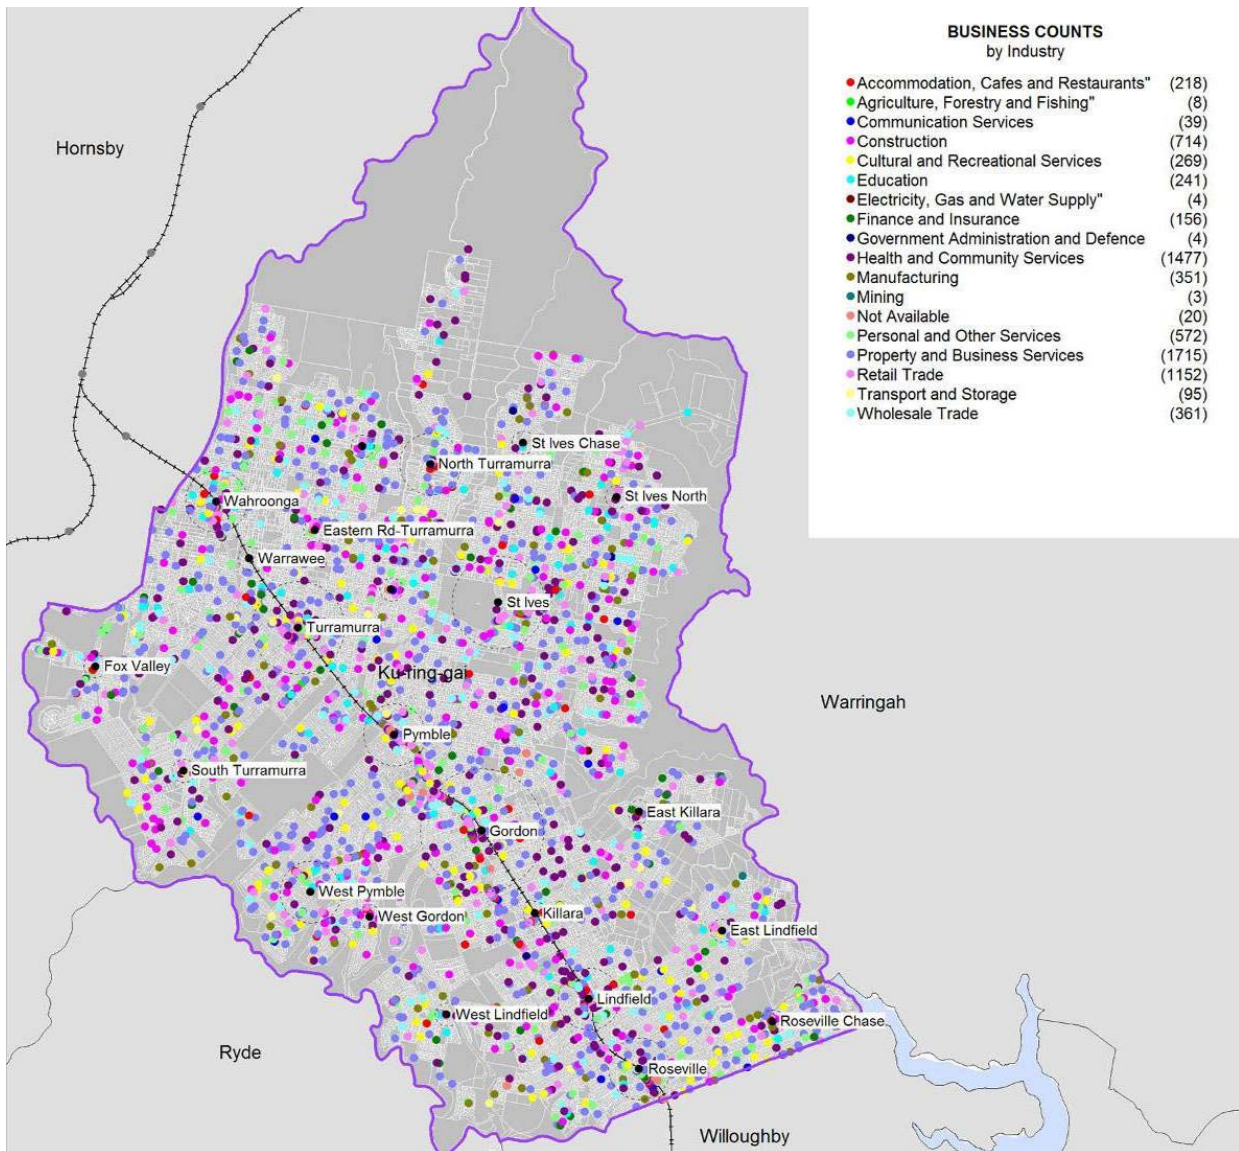 BUSINESS COUNTS
by Industry
Accommodation, Cafes and Restaurants" (218)
Agriculture, Forestry and Fishing" (8)
Communication Services (39)
Construction (714)
Cultural and Recreational Services (269)
Education (241)
Electricity, Gas and Water Supply" (4)
Finance and Insurance (156)
Government Administration and Defence (4)
Health and Community Services (1477)
Manufacturing (351)
Mining (3)
Not Available (20)
Personal and Other Services (572)
Property and Business Services (1715)
Retail Trade (1152)
Transport and Storage (95)
Wholesale Trade (361)
Hornsby
St Ives Chase
North Turramurra
St Ives North
Wahroonga
Eastern Rd-Turramurra
Warrawee
St Ives
Turramurra
Fox Valley
Ku-ring-gai
Warringah
Pymble
South Turramurra
East Killara
Gordon
West Pymble
West Gordon
Killara
East Lindfield
Lindfield
West Lindfield
Roseville Chase
Ryde
Roseville
Willoughby